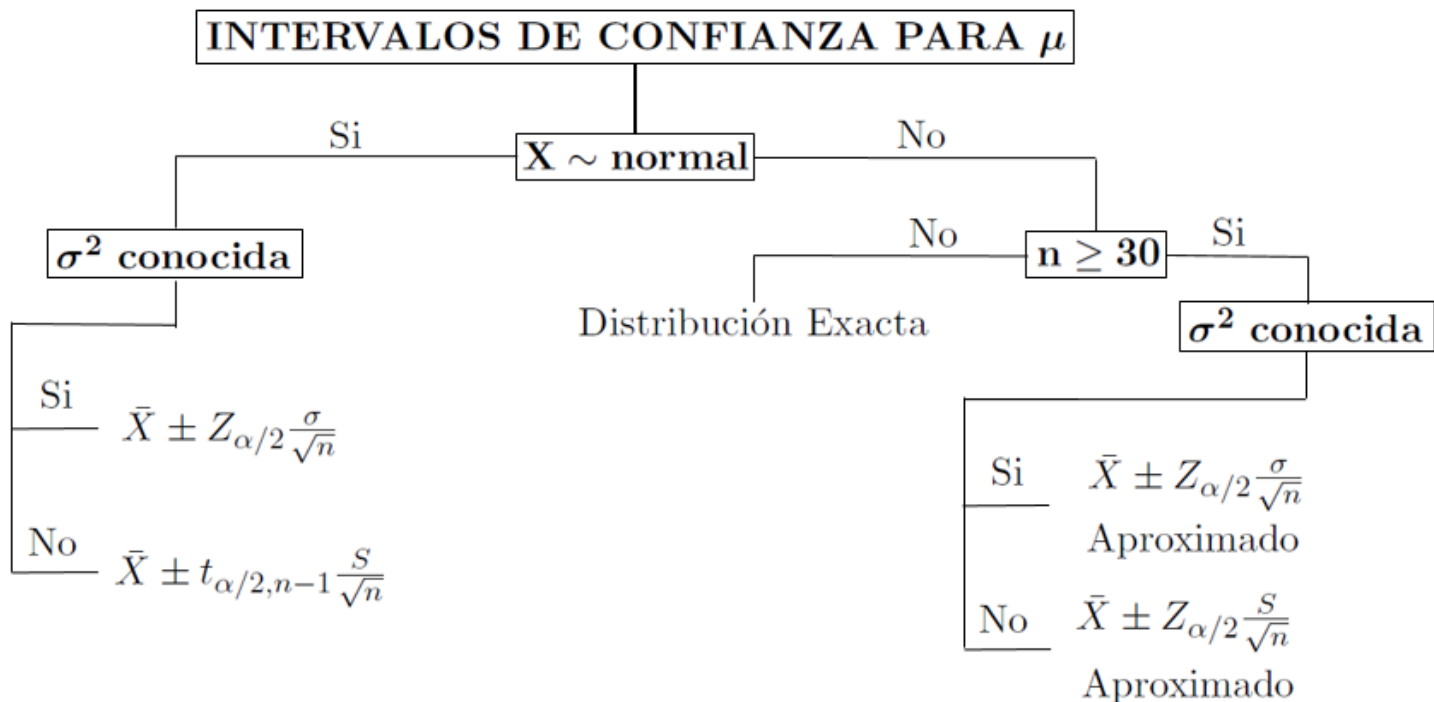 INTERVALOS DE CONFIANZA PARA μ
Si
X ∼ normal
No
σ² conocida
No
n ≥ 30
Si
Distribución Exacta
σ² conocida
Si
X̄ ± Z_{α/2} σ/√n
No
X̄ ± t_{α/2,n−1} S/√n
Si
X̄ ± Z_{α/2} σ/√n
Aproximado
No
X̄ ± Z_{α/2} S/√n
Aproximado